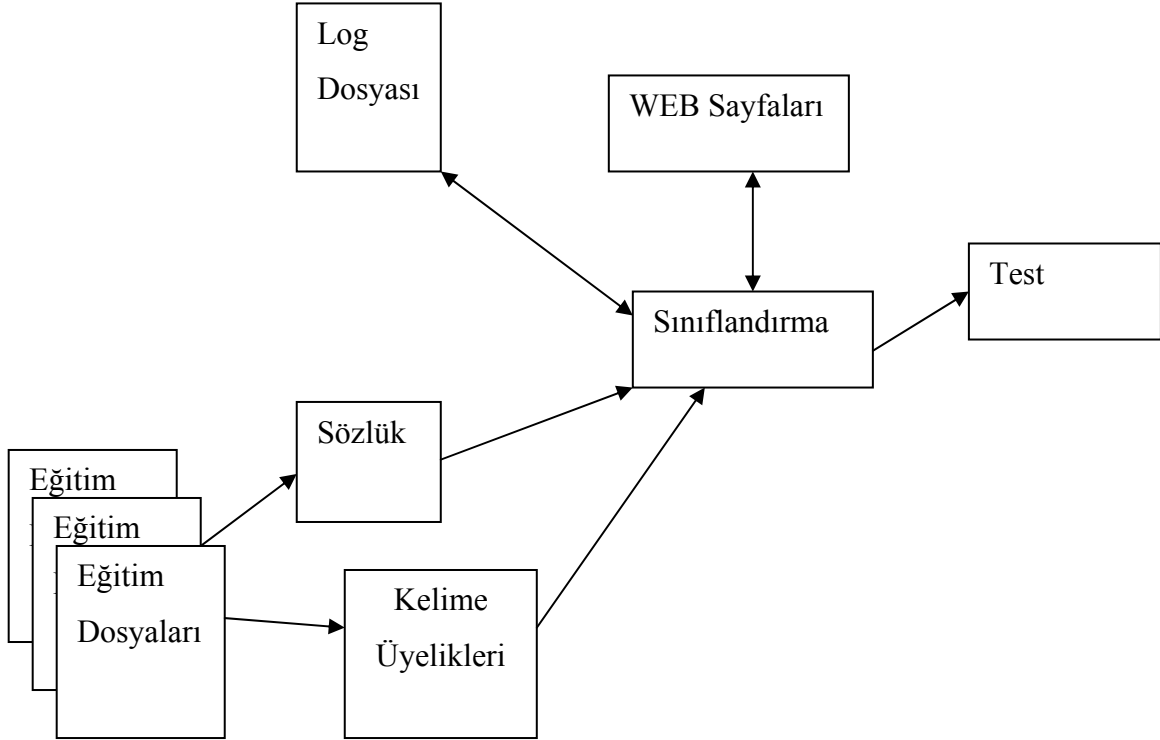 Log
Dosyası
WEB Sayfaları
Test
Sınıflandırma
Sözlük
Eğitim
Eğitim
Eğitim
Dosyaları
Kelime
Üyelikleri